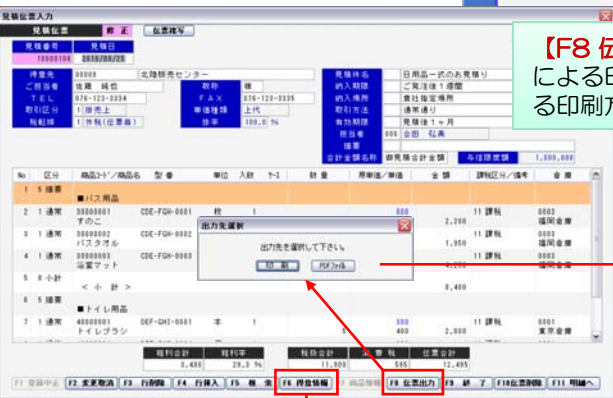 見積伝票入力
見積伝票 修正 伝票複写
見積番号 見積日
10000100 2010/09/28
【F8 伝
による印
る印刷方
得意先 00000 北陸販売センター
ご担当者 佐藤 純也 敬称 様
TEL 076-123-3334 FAX 076-123-3335
取引区分 1 掛売上 単価種類 上代
税転嫁 1 外税(伝票毎) 掛率 100.0 %
見積件名 日用品一式のお見積り
納入期限 ご発注後1週間
納入場所 貴社指定場所
取引方法 通常通り
有効期限 見積後1ヶ月
担当者 000 会田 弘典
摘要
合計金額名称 御見積合計金額 与信限度額 1,000,000
No 区分 商品コード/商品名 型番 単位 入数 ケース 数量 原単価/単価 金額 課税区分/備考 倉庫
1 5 摘要
■バス用品
2 1 通常 30000001 CDE-FGH-0001 枚 1 800 11 課税 0003
すのこ 2,200 福岡倉庫
3 1 通常 30000002 CDE-FGH-0002 11 課税 0003
バスタオル 1,950 福岡倉庫
4 1 通常 30000003 CDE-FGH-0003 11 課税 0003
浴室マット 福岡倉庫
5 8 小計
< 小 計 > 8,400
6 5 摘要
■トイレ用品
7 1 通常 40000001 DEF-GHI-0001 本 1 300 11 課税 0001
トイレブラシ 5 400 2,000 東京倉庫
出力先選択
出力先を選択して下さい。
印刷 PDFファイル
粗利合計 粗利率 税抜合計 消費税 伝票合計
3,480 29.3 % 11,900 595 12,495
F1 登録中止 F2 変更取消 F3 行削除 F4 行挿入 F5 検索 F6 得意情報 F7 商品情報 F8 伝票出力 F9 終了 F10伝票削除 F11 明細へ